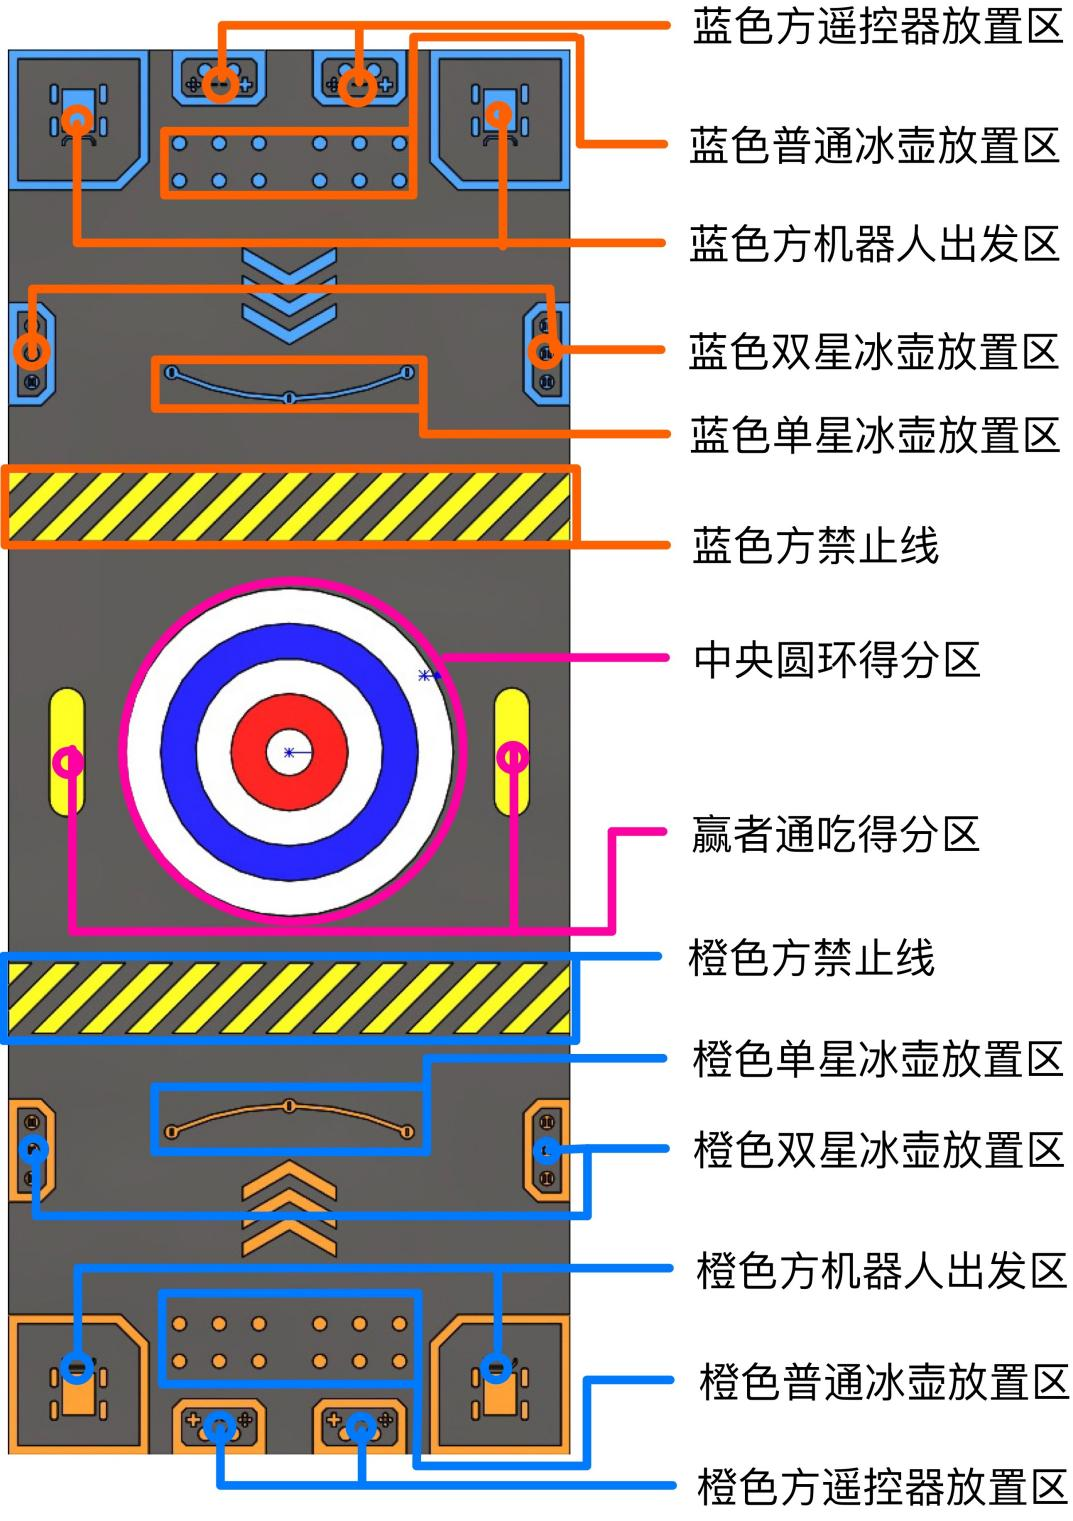 蓝色方遥控器放置区
蓝色普通冰壶放置区
蓝色方机器人出发区
蓝色双星冰壶放置区
蓝色单星冰壶放置区
蓝色方禁止线
中央圆环得分区
赢者通吃得分区
橙色方禁止线
橙色单星冰壶放置区
橙色双星冰壶放置区
橙色方机器人出发区
橙色普通冰壶放置区
橙色方遥控器放置区